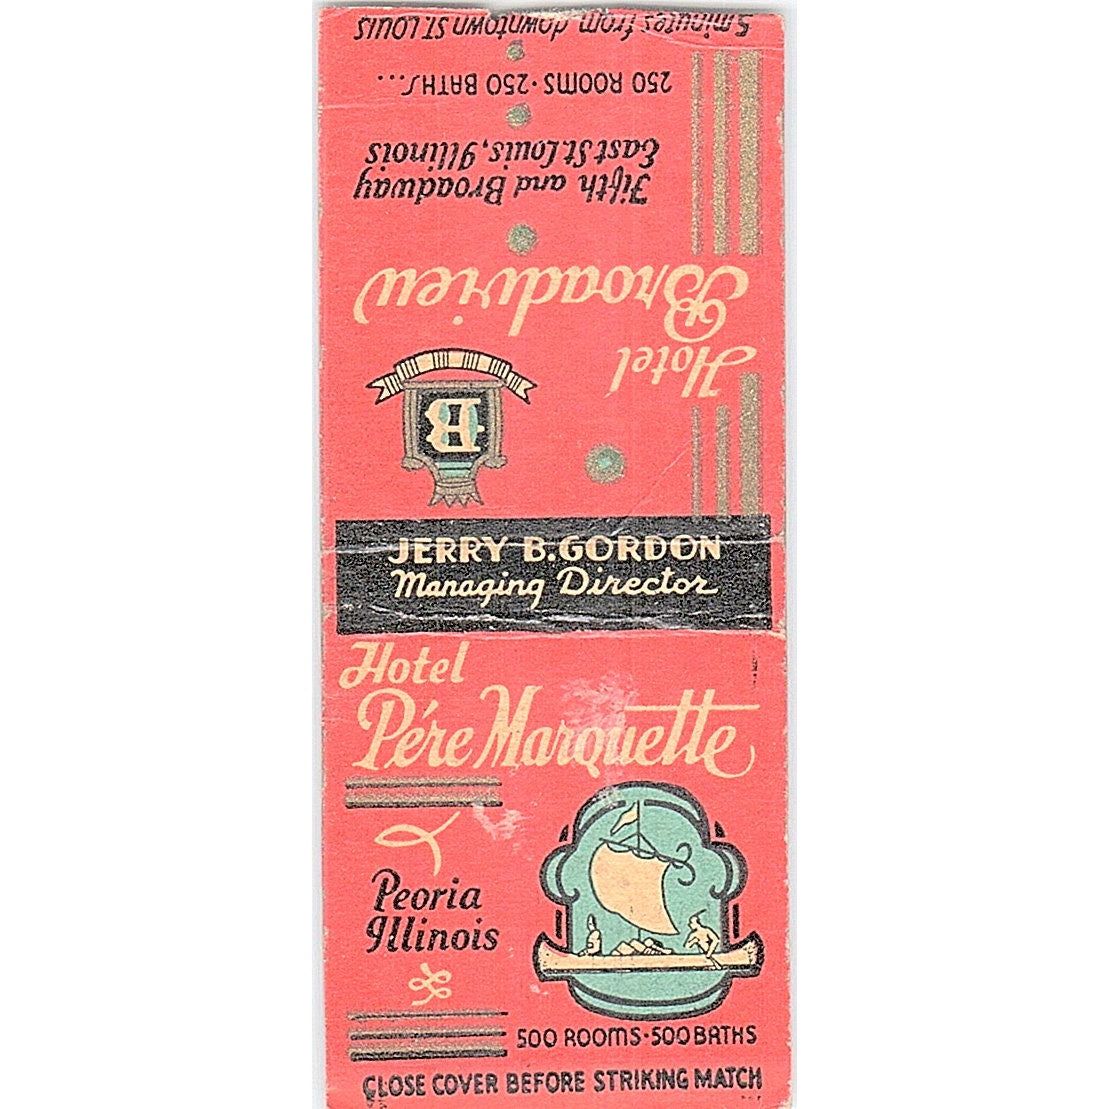 5 minutes from downtown ST. LOUIS
250 ROOMS • 250 BATHS...
East St. Louis, Illinois
Fifth and Broadway
Broadview
Hotel
B
JERRY B. GORDON
Managing Director
Hotel
Pére Marquette
Peoria
Illinois
500 ROOMS • 500 BATHS
CLOSE COVER BEFORE STRIKING MATCH